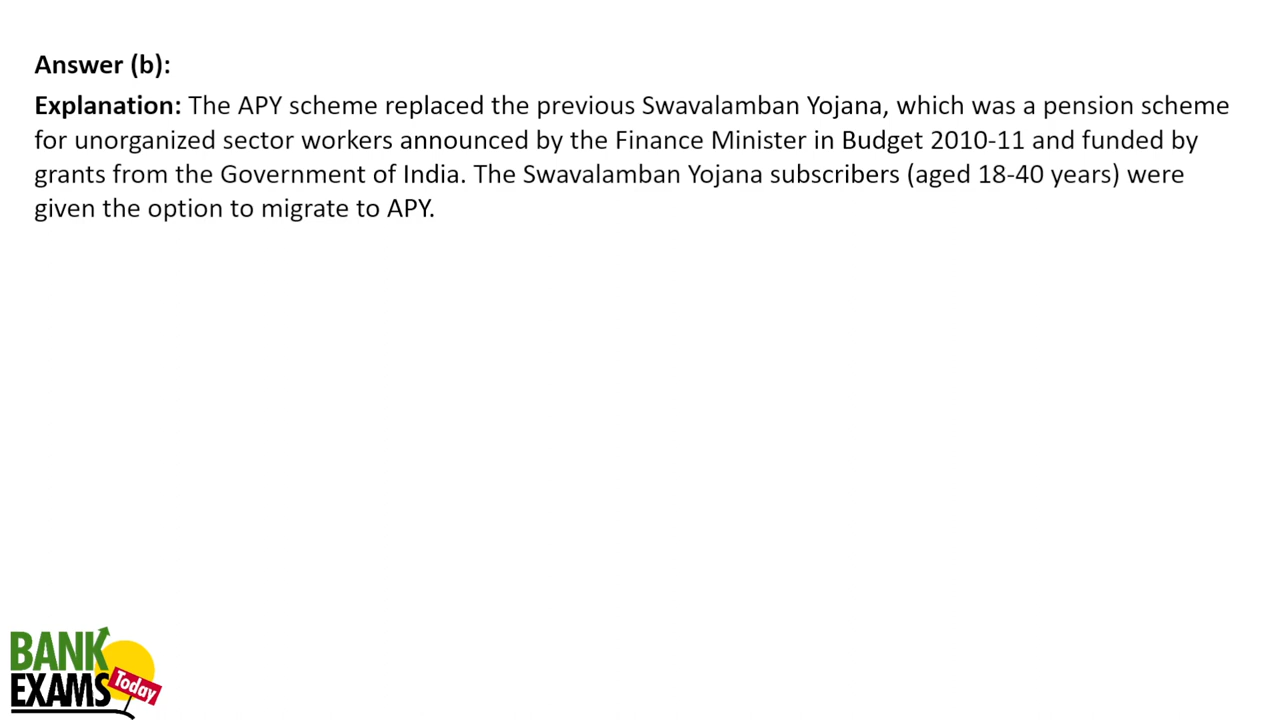 Answer (b):
Explanation: The APY scheme replaced the previous Swavalamban Yojana, which was a pension scheme
for unorganized sector workers announced by the Finance Minister in Budget 2010-11 and funded by
grants from the Government of India. The Swavalamban Yojana subscribers (aged 18-40 years) were
given the option to migrate to APY.
BANK
EXAMS
Today